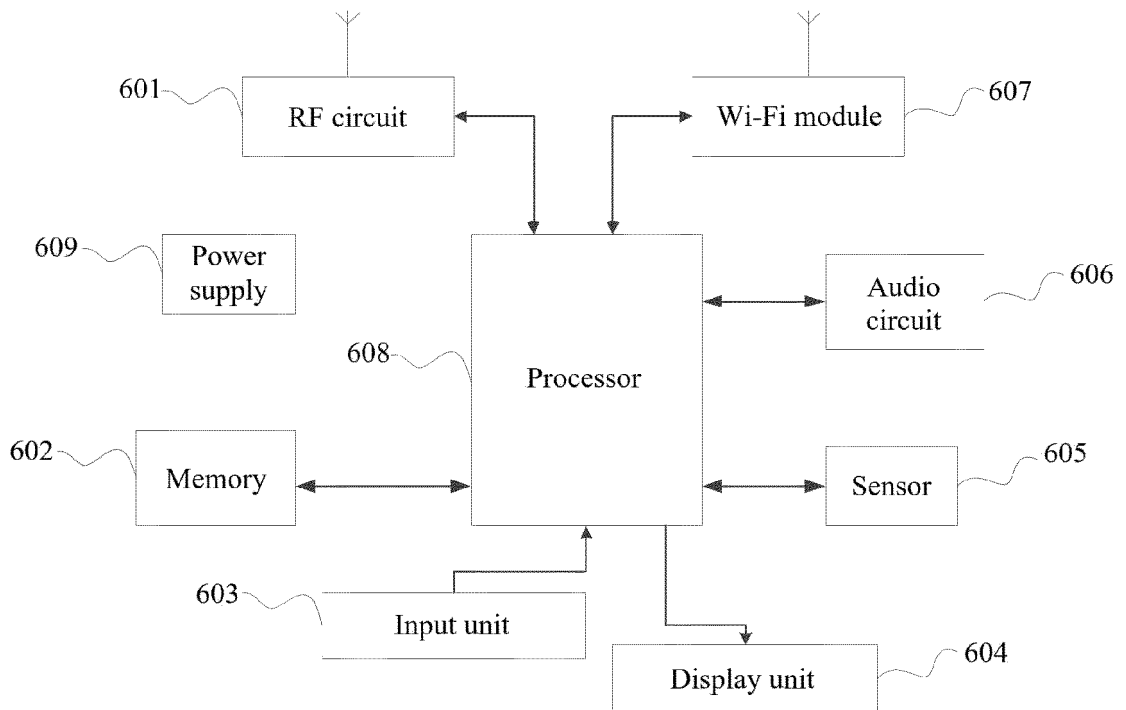 601
RF circuit
Wi-Fi module
607
609
Power
supply
Audio
circuit
606
608
Processor
602
Memory
Sensor
605
603
Input unit
Display unit
604